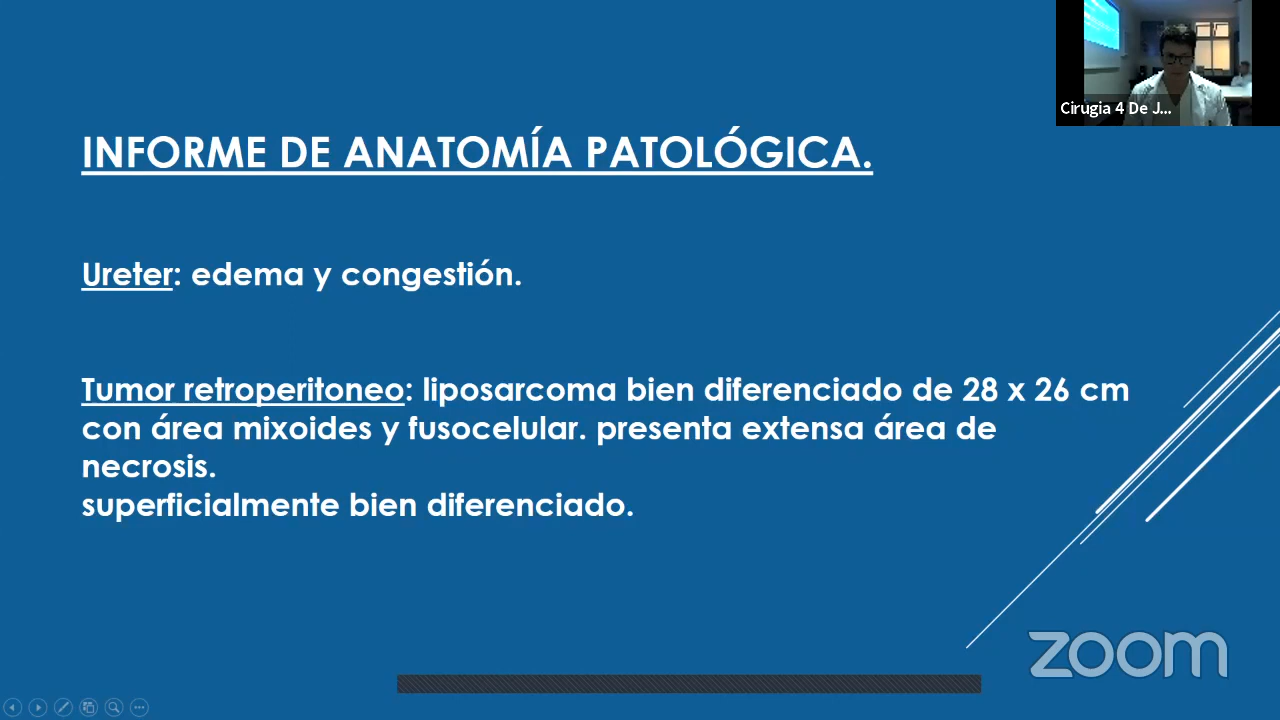 Cirugia 4 De J...
INFORME DE ANATOMÍA PATOLÓGICA.
Ureter: edema y congestión.
Tumor retroperitoneo: liposarcoma bien diferenciado de 28 x 26 cm
con área mixoides y fusocelular. presenta extensa área de
necrosis.
superficialmente bien diferenciado.
zoom